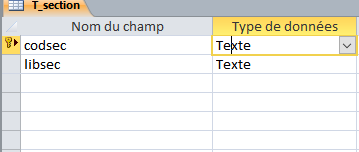 T_section
Nom du champ Type de données
codsec Texte
libsec Texte